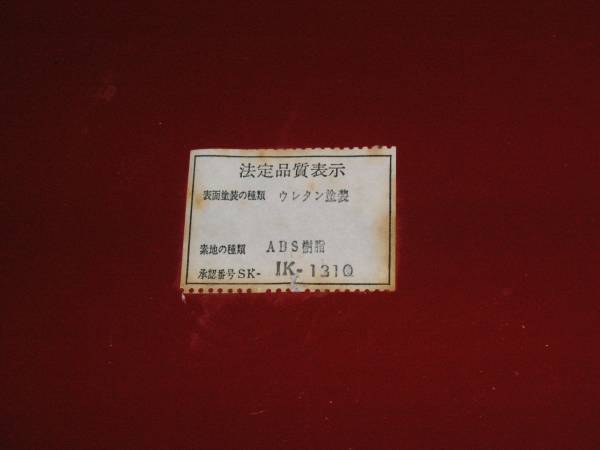 法定品質表示
表面塗装の種類 ウレタン塗装
素地の種類 ABS樹脂
承認番号SK- IK-1310